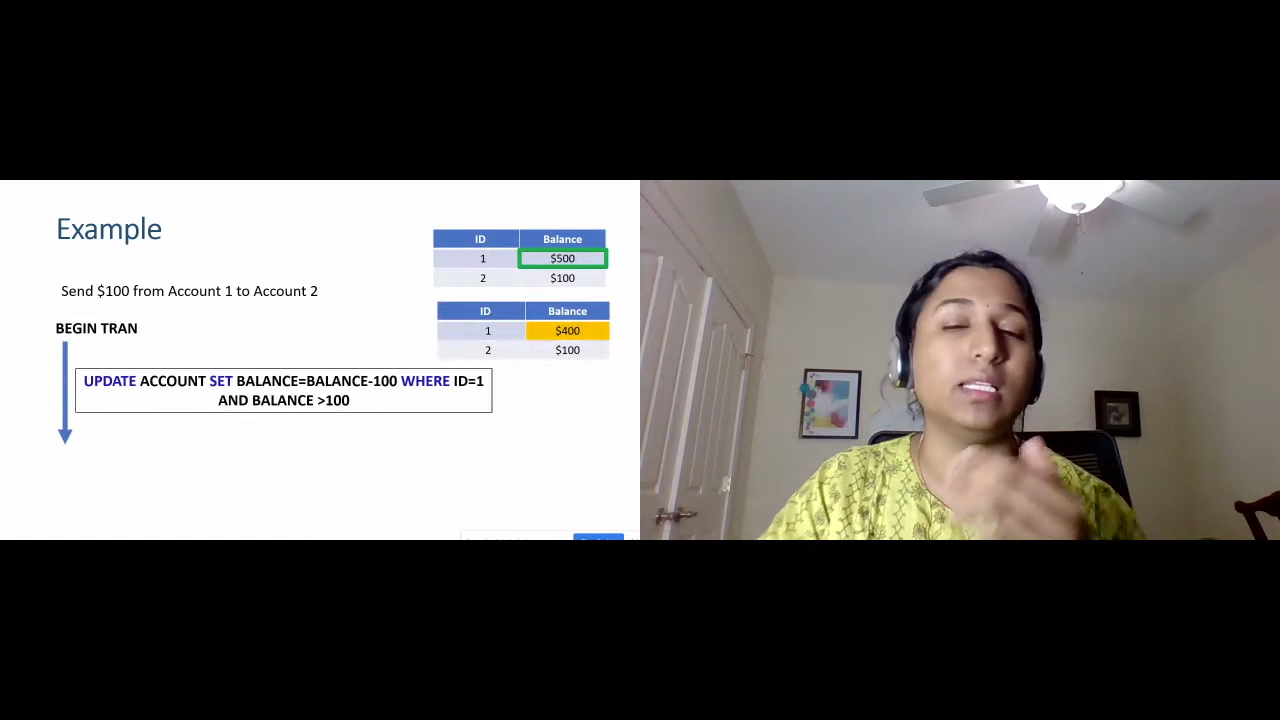 Example
ID Balance
1 $500
2 $100
Send $100 from Account 1 to Account 2
ID Balance
1 $400
2 $100
BEGIN TRAN
UPDATE ACCOUNT SET BALANCE=BALANCE-100 WHERE ID=1
AND BALANCE >100